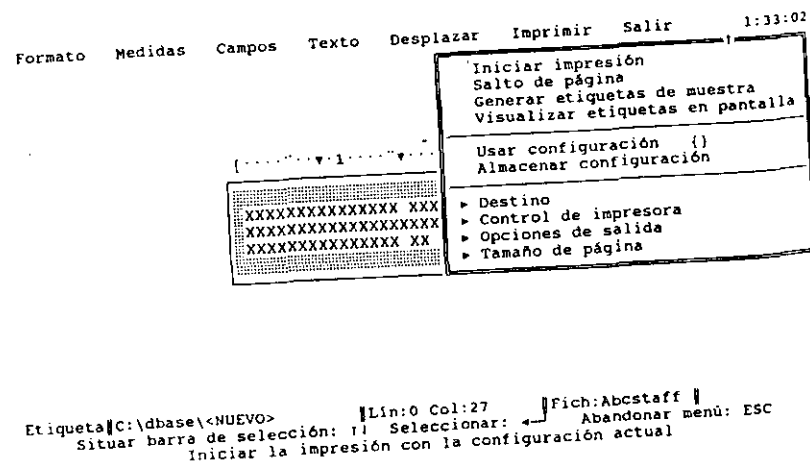 Formato Medidas Campos Texto Desplazar Imprimir Salir 1:33:02
Iniciar impresión
Salto de página
Generar etiquetas de muestra
Visualizar etiquetas en pantalla
Usar configuración {}
Almacenar configuración
► Destino
► Control de impresora
► Opciones de salida
► Tamaño de página
[·······▼·1·······▼···
XXXXXXXXXXXXXXX XXX
XXXXXXXXXXXXXXXXXXX
XXXXXXXXXXXXXXX XX
Etiqueta C:\dbase\<NUEVO> Lín:0 Col:27 Fich:Abcstaff
Situar barra de selección: ↑↓ Seleccionar: ◄┘ Abandonar menú: ESC
Iniciar la impresión con la configuración actual